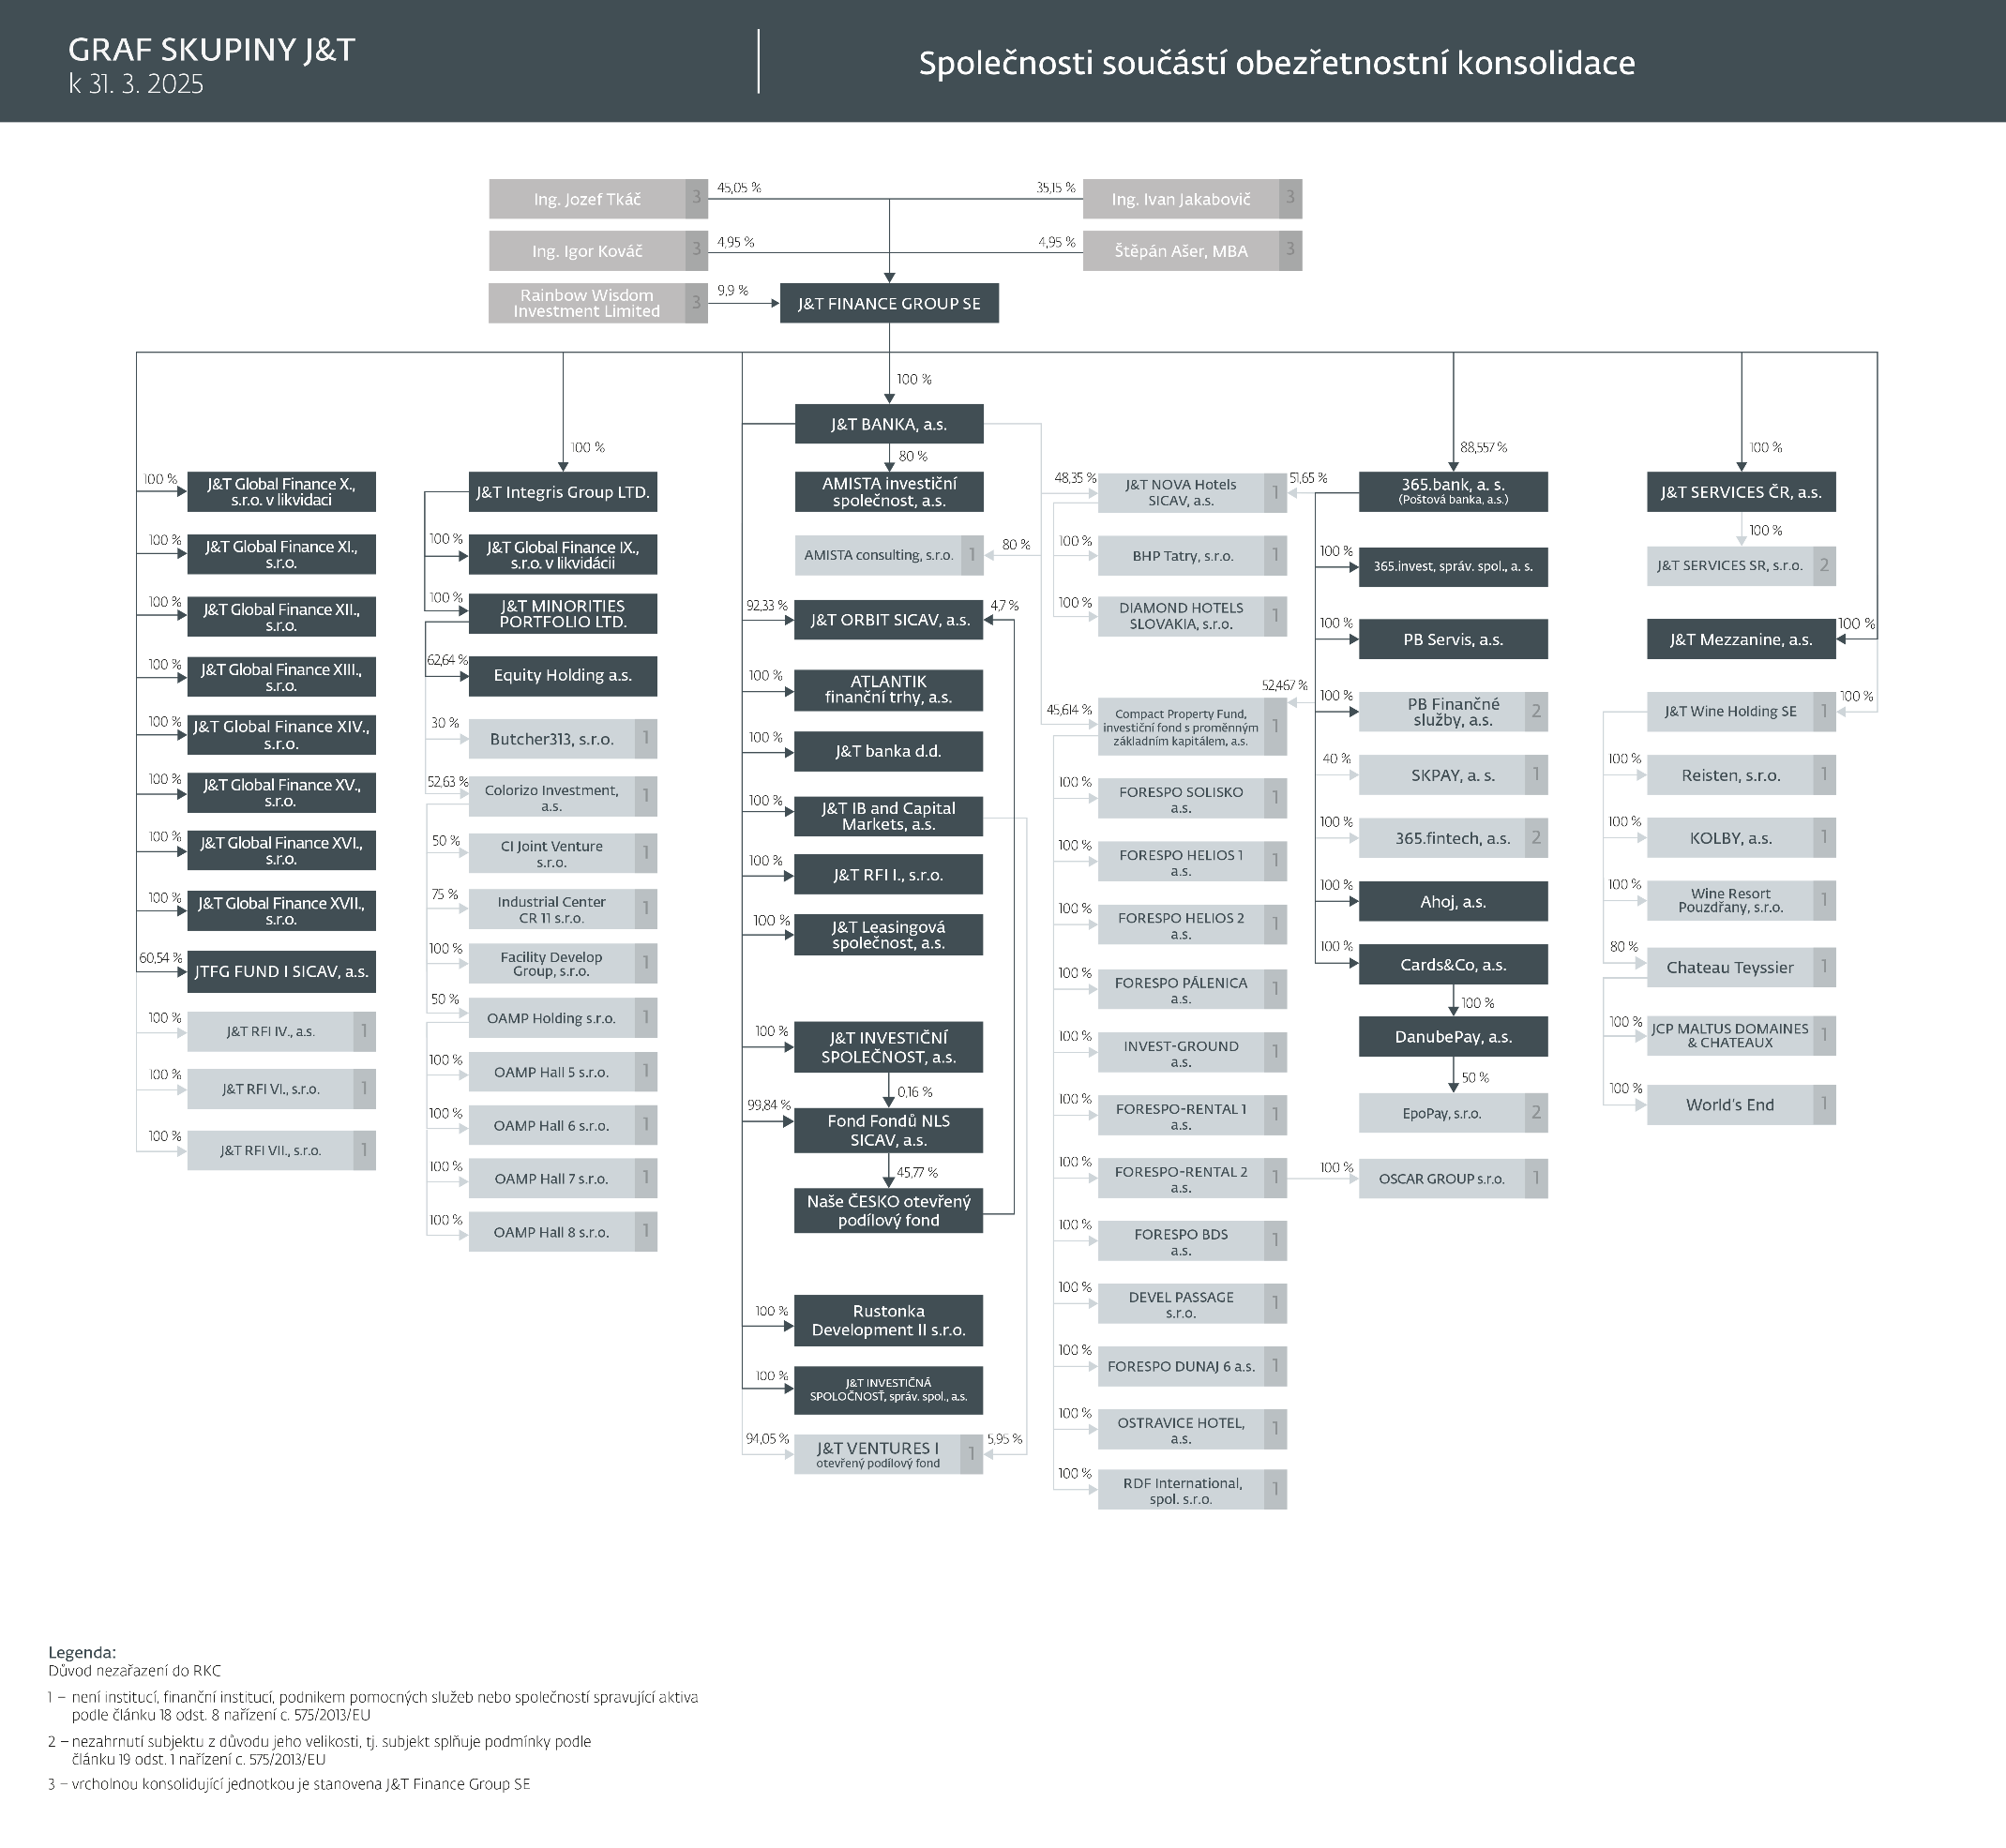 GRAF SKUPINY J&T
k 31. 3. 2025
Společnosti součástí obezřetnostní konsolidace
Ing. Jozef Tkáč
3
45,05 %
35,15 %
Ing. Ivan Jakabovič
3
Ing. Igor Kováč
3
4,95 %
4,95 %
Štěpán Ašer, MBA
3
Rainbow Wisdom
Investment Limited
3
9,9 %
J&T FINANCE GROUP SE
100 %
J&T Global Finance X.,
s.r.o. v likvidaci
100 %
J&T Global Finance XI.,
s.r.o.
100 %
J&T Global Finance XII.,
s.r.o.
100 %
J&T Global Finance XIII.,
s.r.o.
100 %
J&T Global Finance XIV.,
s.r.o.
100 %
J&T Global Finance XV.,
s.r.o.
100 %
J&T Global Finance XVI.,
s.r.o.
100 %
J&T Global Finance XVII.,
s.r.o.
60,54 %
JTFG FUND I SICAV, a.s.
100 %
J&T RFI IV., a.s.
1
100 %
J&T RFI VI., s.r.o.
1
100 %
J&T RFI VII., s.r.o.
1
100 %
J&T Integris Group LTD.
100 %
J&T Global Finance IX.,
s.r.o. v likvidácii
100 %
J&T MINORITIES
PORTFOLIO LTD.
62,64 %
Equity Holding a.s.
30 %
Butcher313, s.r.o.
1
52,63 %
Colorizo Investment,
a.s.
1
50 %
CI Joint Venture
s.r.o.
1
75 %
Industrial Center
CR 11 s.r.o.
1
100 %
Facility Develop
Group, s.r.o.
1
50 %
OAMP Holding s.r.o.
1
100 %
OAMP Hall 5 s.r.o.
1
100 %
OAMP Hall 6 s.r.o.
1
100 %
OAMP Hall 7 s.r.o.
1
100 %
OAMP Hall 8 s.r.o.
1
100 %
J&T BANKA, a.s.
80 %
AMISTA investiční
společnost, a.s.
AMISTA consulting, s.r.o.
1
80 %
92,33 %
J&T ORBIT SICAV, a.s.
4,7 %
100 %
ATLANTIK
finanční trhy, a.s.
100 %
J&T banka d.d.
100 %
J&T IB and Capital
Markets, a.s.
100 %
J&T RFI I., s.r.o.
100 %
J&T Leasingová
společnost, a.s.
100 %
J&T INVESTIČNÍ
SPOLEČNOST, a.s.
0,16 %
99,84 %
Fond Fondů NLS
SICAV, a.s.
45,77 %
Naše ČESKO otevřený
podílový fond
100 %
Rustonka
Development II s.r.o.
100 %
J&T INVESTIČNÁ
SPOLOČNOSŤ, správ. spol., a.s.
94,05 %
J&T VENTURES I
otevřený podílový fond
1
5,95 %
48,35 %
J&T NOVA Hotels
SICAV, a.s.
1
51,65 %
100 %
BHP Tatry, s.r.o.
1
100 %
DIAMOND HOTELS
SLOVAKIA, s.r.o.
1
52,467 %
45,614 %
Compact Property Fund,
investiční fond s proměnným
základním kapitálem, a.s.
1
100 %
FORESPO SOLISKO
a.s.
1
100 %
FORESPO HELIOS 1
a.s.
1
100 %
FORESPO HELIOS 2
a.s.
1
100 %
FORESPO PÁLENICA
a.s.
1
100 %
INVEST-GROUND
a.s.
1
100 %
FORESPO-RENTAL 1
a.s.
1
100 %
FORESPO-RENTAL 2
a.s.
1
100 %
OSCAR GROUP s.r.o.
1
100 %
FORESPO BDS
a.s.
1
100 %
DEVEL PASSAGE
s.r.o.
1
100 %
FORESPO DUNAJ 6 a.s.
1
100 %
OSTRAVICE HOTEL,
a.s.
1
100 %
RDF International,
spol. s.r.o.
1
88,557 %
365.bank, a. s.
(Poštová banka, a.s.)
100 %
365.invest, správ. spol., a. s.
100 %
PB Servis, a.s.
100 %
PB Finančné
služby, a.s.
2
40 %
SKPAY, a. s.
1
100 %
365.fintech, a.s.
2
100 %
Ahoj, a.s.
100 %
Cards&Co, a.s.
100 %
DanubePay, a.s.
50 %
EpoPay, s.r.o.
2
100 %
J&T SERVICES ČR, a.s.
100 %
J&T SERVICES SR, s.r.o.
2
J&T Mezzanine, a.s.
100 %
J&T Wine Holding SE
1
100 %
100 %
Reisten, s.r.o.
1
100 %
KOLBY, a.s.
1
100 %
Wine Resort
Pouzdřany, s.r.o.
1
80 %
Chateau Teyssier
1
100 %
JCP MALTUS DOMAINES
& CHATEAUX
1
100 %
World's End
1
Legenda:
Důvod nezařazení do RKC
1 – není institucí, finanční institucí, podnikem pomocných služeb nebo společností spravující aktiva
podle článku 18 odst. 8 nařízení c. 575/2013/EU
2 – nezahrnutí subjektu z důvodu jeho velikosti, tj. subjekt splňuje podmínky podle
článku 19 odst. 1 nařízení c. 575/2013/EU
3 – vrcholnou konsolidující jednotkou je stanovena J&T Finance Group SE